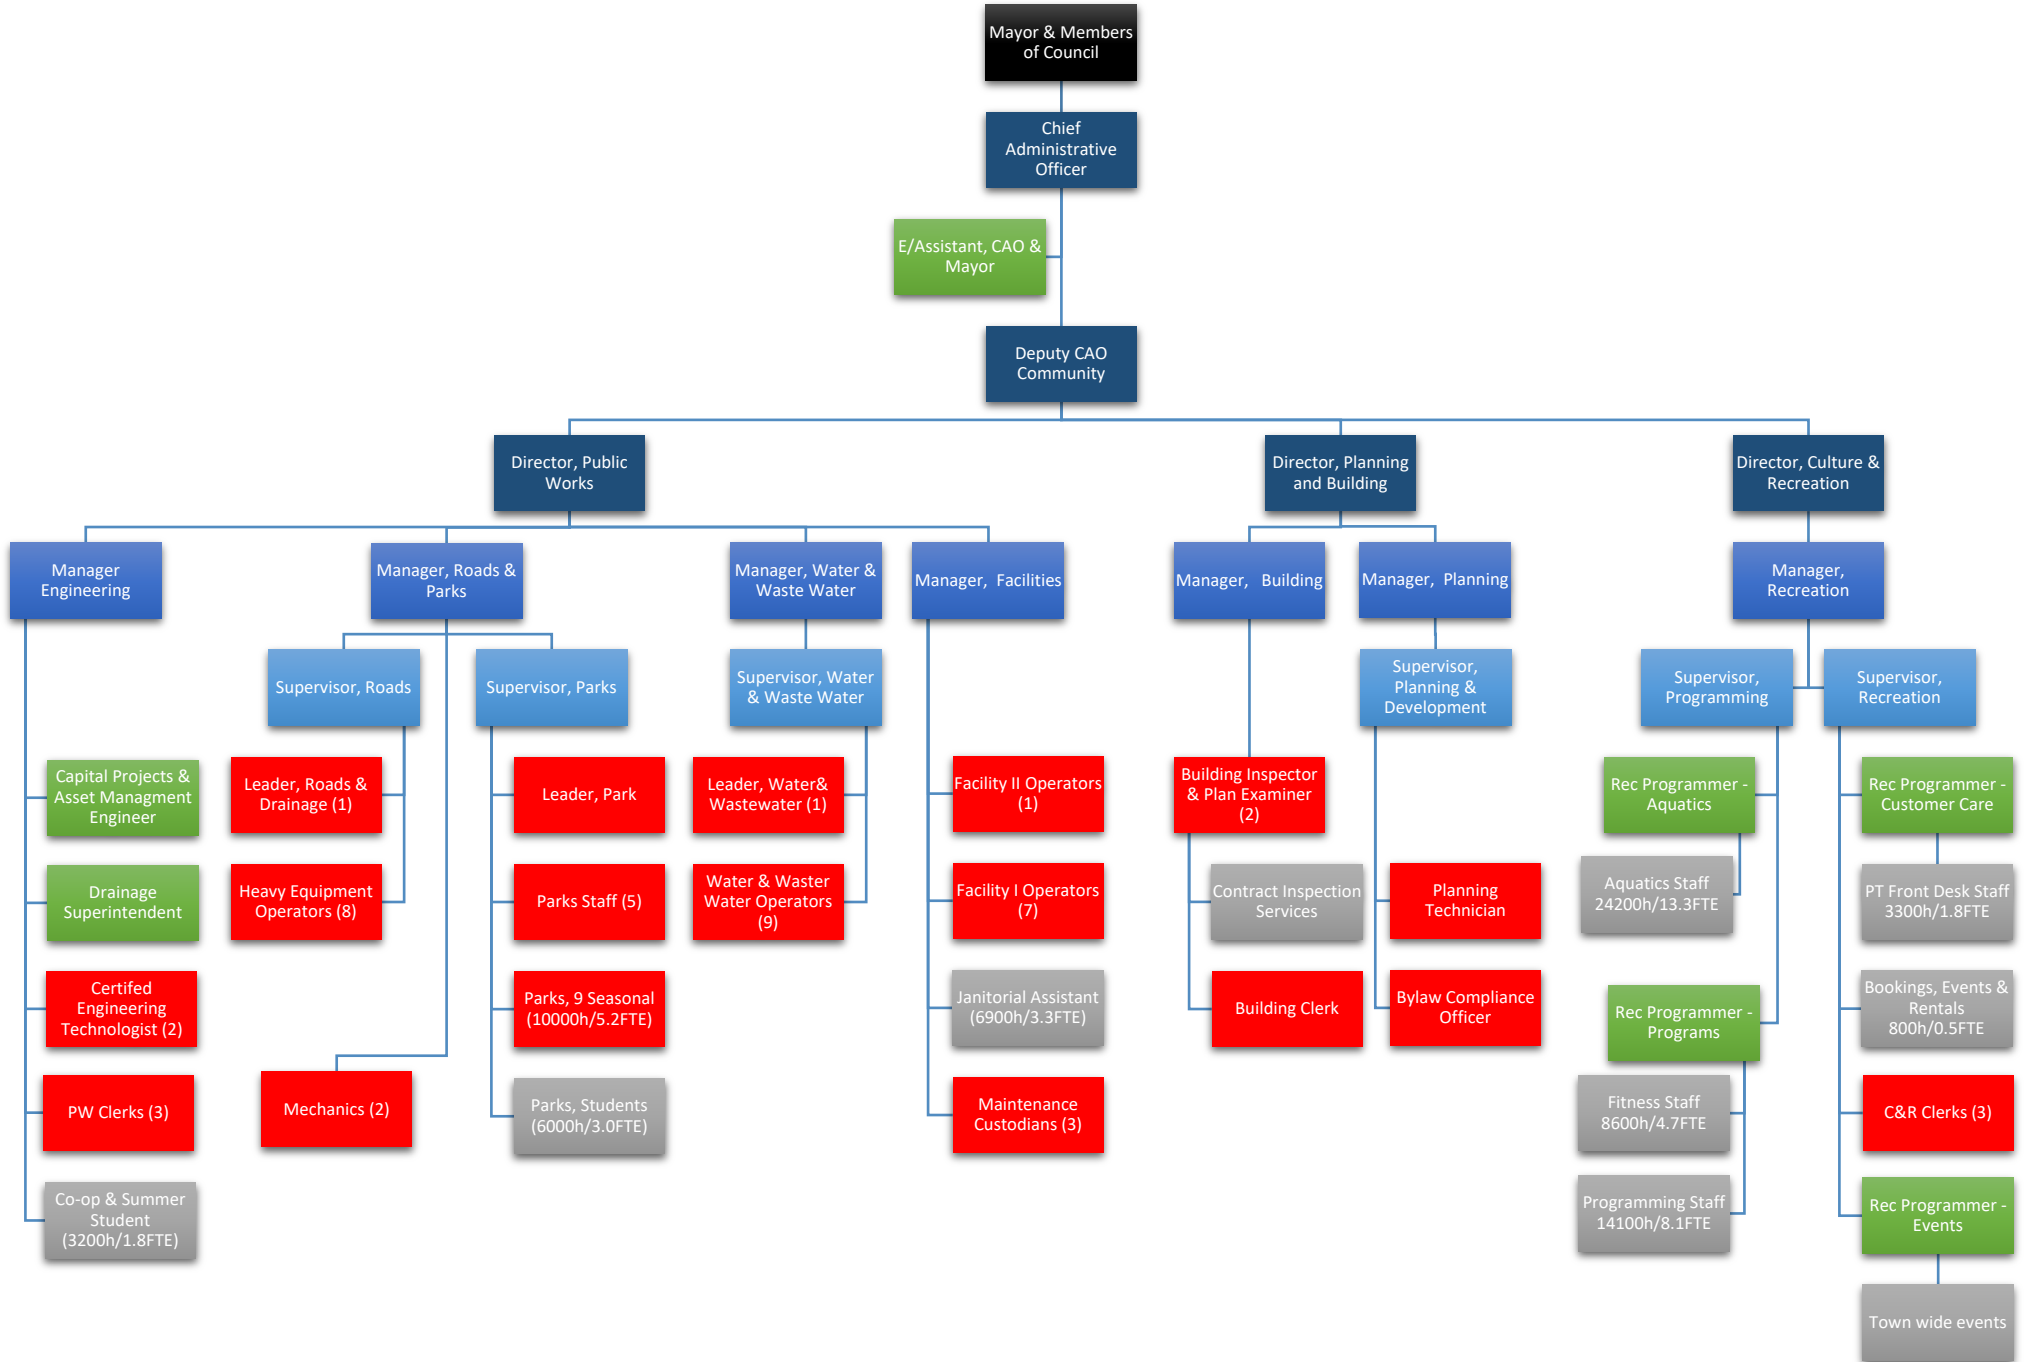 Mayor & Members
of Council
Chief
Administrative
Officer
E/Assistant, CAO &
Mayor
Deputy CAO
Community
Director, Public
Works
Director, Planning
and Building
Director, Culture &
Recreation
Manager
Engineering
Manager, Roads &
Parks
Manager, Water &
Waste Water
Manager, Facilities
Manager, Building
Manager, Planning
Manager,
Recreation
Supervisor, Roads
Supervisor, Parks
Supervisor, Water
& Waste Water
Supervisor,
Planning &
Development
Supervisor,
Programming
Supervisor,
Recreation
Capital Projects &
Asset Managment
Engineer
Leader, Roads &
Drainage (1)
Leader, Park
Leader, Water&
Wastewater (1)
Facility II Operators
(1)
Building Inspector
& Plan Examiner
(2)
Rec Programmer -
Aquatics
Rec Programmer -
Customer Care
Drainage
Superintendent
Heavy Equipment
Operators (8)
Parks Staff (5)
Water & Waster
Water Operators
(9)
Facility I Operators
(7)
Contract Inspection
Services
Planning
Technician
Aquatics Staff
24200h/13.3FTE
PT Front Desk Staff
3300h/1.8FTE
Certifed
Engineering
Technologist (2)
Parks, 9 Seasonal
(10000h/5.2FTE)
Janitorial Assistant
(6900h/3.3FTE)
Building Clerk
Bylaw Compliance
Officer
Rec Programmer -
Programs
Bookings, Events &
Rentals
800h/0.5FTE
PW Clerks (3)
Mechanics (2)
Parks, Students
(6000h/3.0FTE)
Maintenance
Custodians (3)
Fitness Staff
8600h/4.7FTE
C&R Clerks (3)
Co-op & Summer
Student
(3200h/1.8FTE)
Programming Staff
14100h/8.1FTE
Rec Programmer -
Events
Town wide events